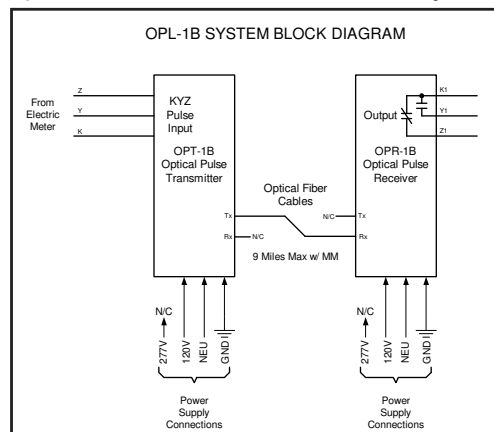 OPL-1B SYSTEM BLOCK DIAGRAM
From
Electric
Meter
Z
Y
K
KYZ
Pulse
Input
OPT-1B
Optical Pulse
Transmitter
Tx
Rx
N/C
Optical Fiber
Cables
9 Miles Max w/ MM
N/C
Tx
Rx
Output
OPR-1B
Optical Pulse
Receiver
K1
Y1
Z1
N/C
277V
120V
NEU
GND
Power
Supply
Connections
N/C
277V
120V
NEU
GND
Power
Supply
Connections